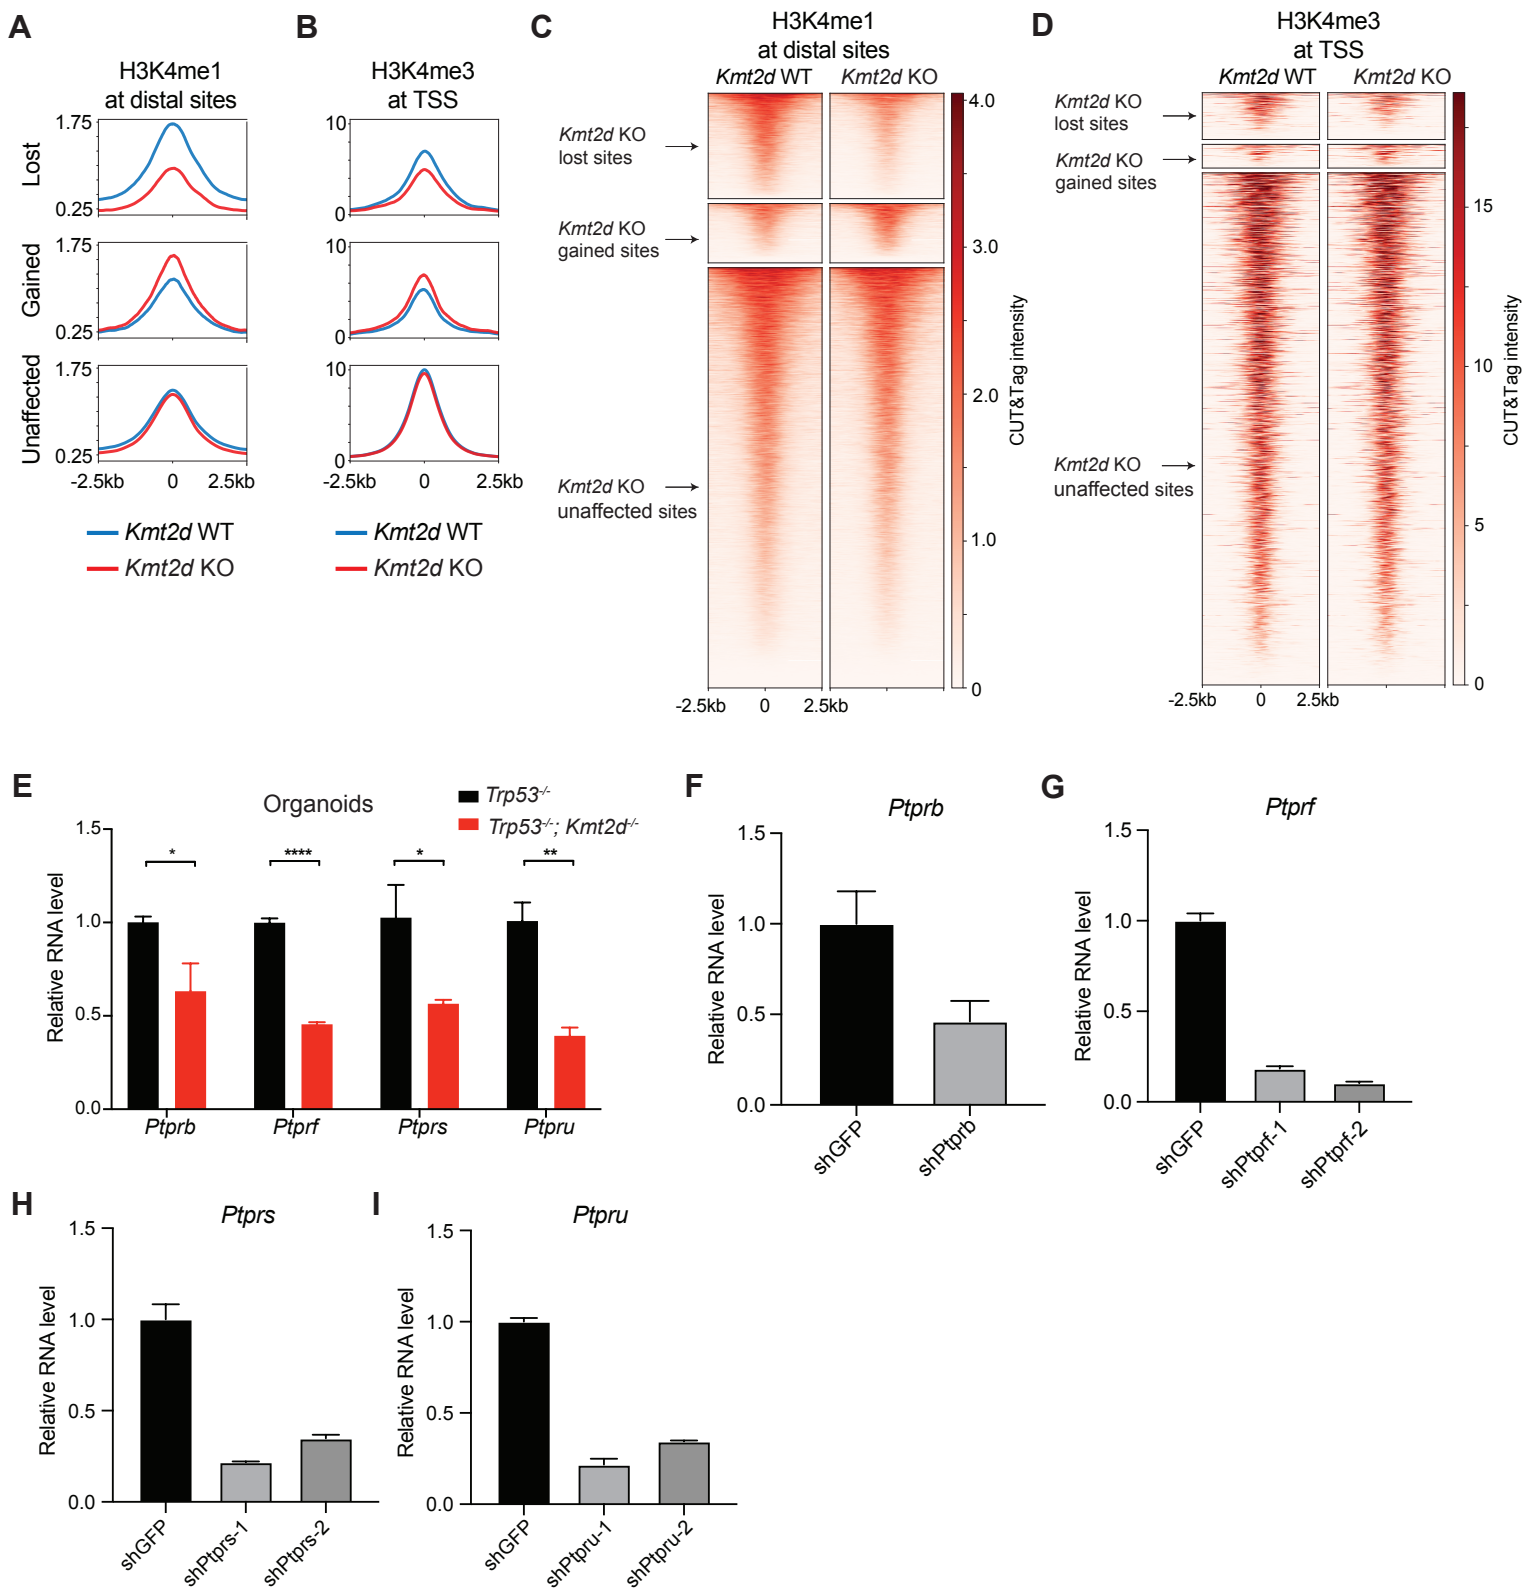 A
H3K4me1
at distal sites
Lost
1.75
0.25
Gained
1.75
0.25
Unaffected
1.75
0.25
-2.5kb 0 2.5kb
Kmt2d WT
Kmt2d KO
B
H3K4me3
at TSS
10
0
10
0
10
0
-2.5kb 0 2.5kb
Kmt2d WT
Kmt2d KO
C
H3K4me1
at distal sites
Kmt2d WT Kmt2d KO
Kmt2d KO
lost sites
Kmt2d KO
gained sites
Kmt2d KO
unaffected sites
-2.5kb 0 2.5kb
4.0
3.0
2.0
1.0
0
CUT&Tag intensity
D
H3K4me3
at TSS
Kmt2d WT Kmt2d KO
Kmt2d KO
lost sites
Kmt2d KO
gained sites
Kmt2d KO
unaffected sites
-2.5kb 0 2.5kb
15
10
5
0
CUT&Tag intensity
E
Organoids
Trp53-/-
Trp53-/-; Kmt2d-/-
Relative RNA level
1.5
1.0
0.5
0.0
* **** * **
Ptprb Ptprf Ptprs Ptpru
F
Ptprb
Relative RNA level
1.5
1.0
0.5
0.0
shGFP
shPtprb
G
Ptprf
Relative RNA level
1.5
1.0
0.5
0.0
shGFP
shPtprf-1
shPtprf-2
H
Ptprs
Relative RNA level
1.5
1.0
0.5
0.0
shGFP
shPtprs-1
shPtprs-2
I
Ptpru
Relative RNA level
1.5
1.0
0.5
0.0
shGFP
shPtpru-1
shPtpru-2